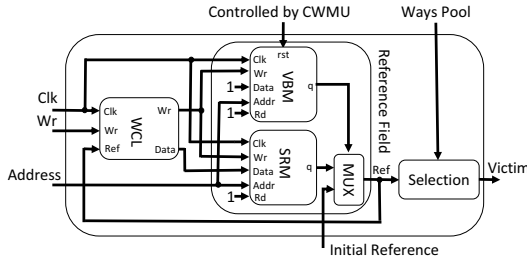 Controlled by CWMU
Ways Pool
rst
Clk
Wr
Data
Addr
Rd
VBM
q
1
1
Reference Field
Clk
Wr
Address
Clk
Wr
Ref
WCL
Wr
Data
Clk
Wr
Data
Addr
Rd
SRM
q
1
MUX
Ref
Selection
Victim
Initial Reference